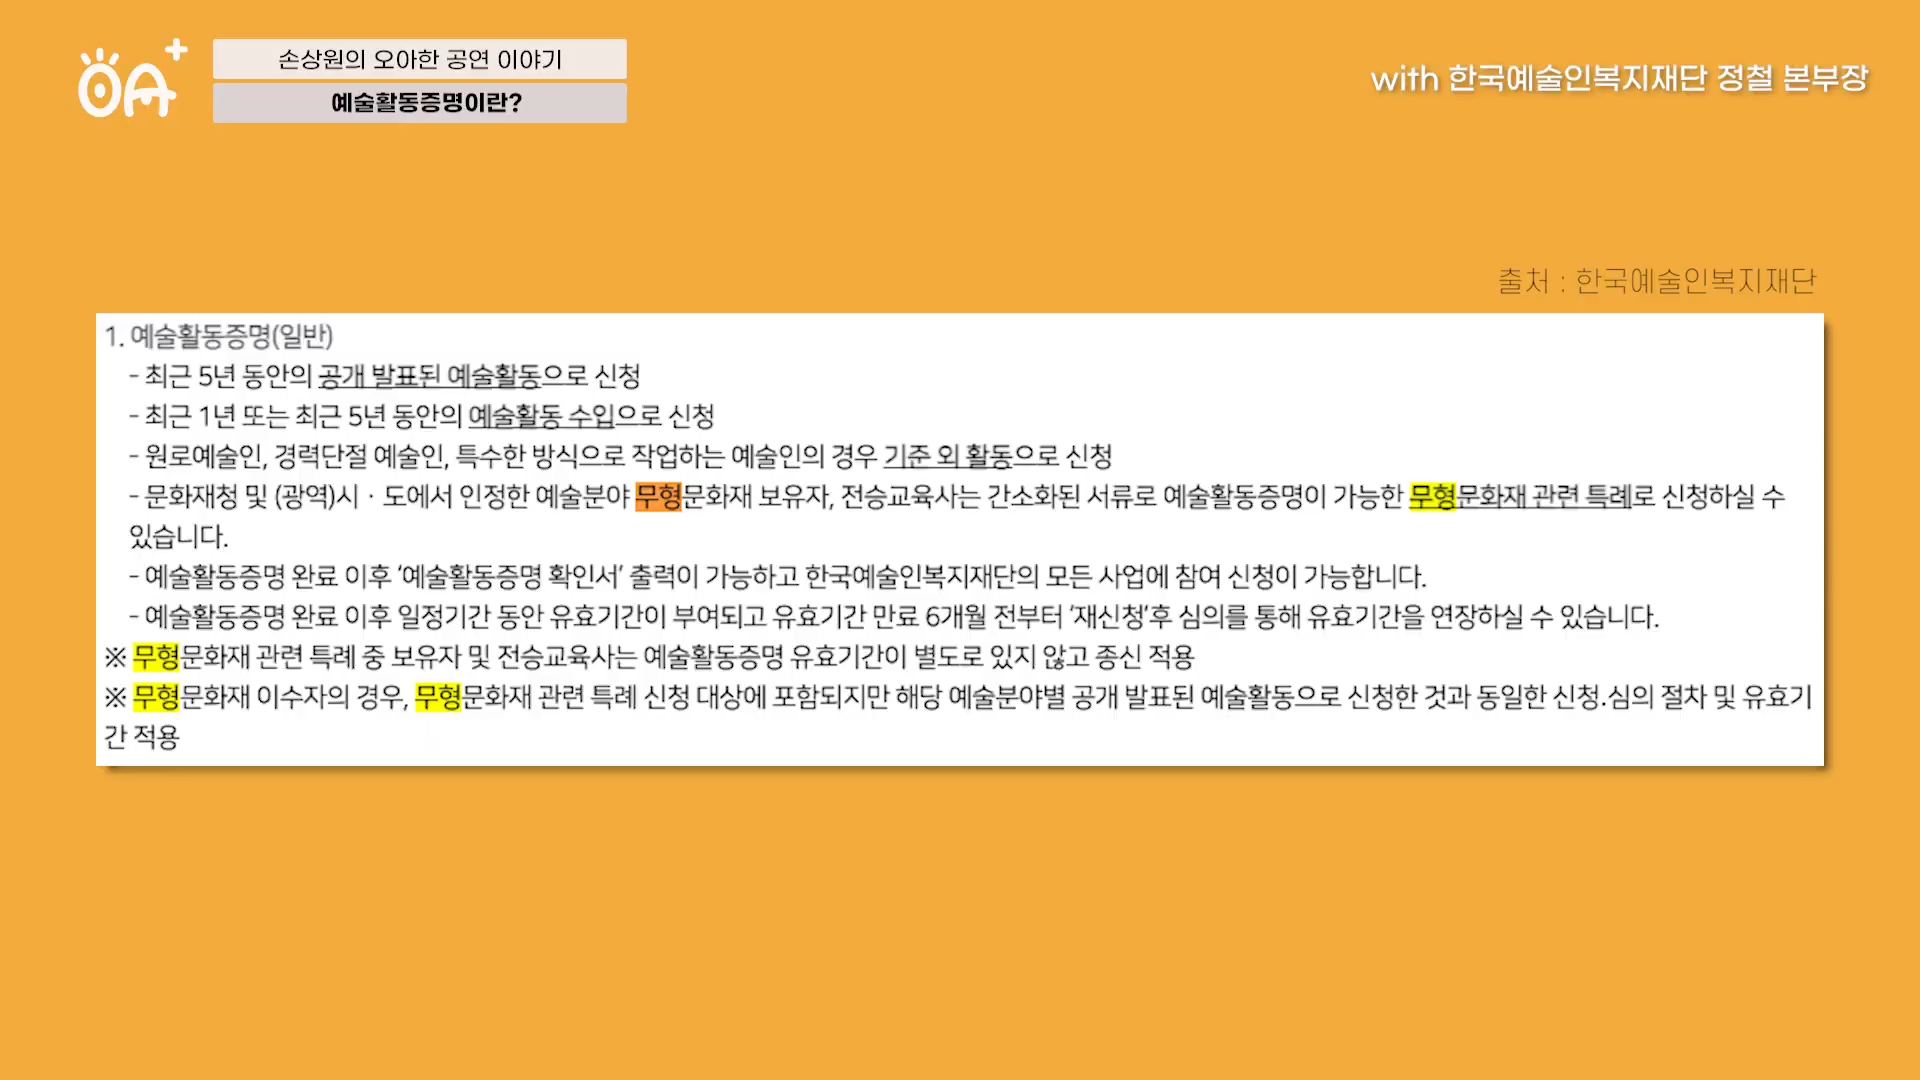 OA+
손상원의 오아한 공연 이야기
예술활동증명이란?
with 한국예술인복지재단 정철 본부장
출처 : 한국예술인복지재단
1. 예술활동증명(일반)
- 최근 5년 동안의 공개 발표된 예술활동으로 신청
- 최근 1년 또는 최근 5년 동안의 예술활동 수입으로 신청
- 원로예술인, 경력단절 예술인, 특수한 방식으로 작업하는 예술인의 경우 기준 외 활동으로 신청
- 문화재청 및 (광역)시 · 도에서 인정한 예술분야 무형문화재 보유자, 전승교육사는 간소화된 서류로 예술활동증명이 가능한 무형문화재 관련 특례로 신청하실 수
있습니다.
- 예술활동증명 완료 이후 ‘예술활동증명 확인서’ 출력이 가능하고 한국예술인복지재단의 모든 사업에 참여 신청이 가능합니다.
- 예술활동증명 완료 이후 일정기간 동안 유효기간이 부여되고 유효기간 만료 6개월 전부터 ‘재신청’후 심의를 통해 유효기간을 연장하실 수 있습니다.
※ 무형문화재 관련 특례 중 보유자 및 전승교육사는 예술활동증명 유효기간이 별도로 있지 않고 종신 적용
※ 무형문화재 이수자의 경우, 무형문화재 관련 특례 신청 대상에 포함되지만 해당 예술분야별 공개 발표된 예술활동으로 신청한 것과 동일한 신청.심의 절차 및 유효기
간 적용